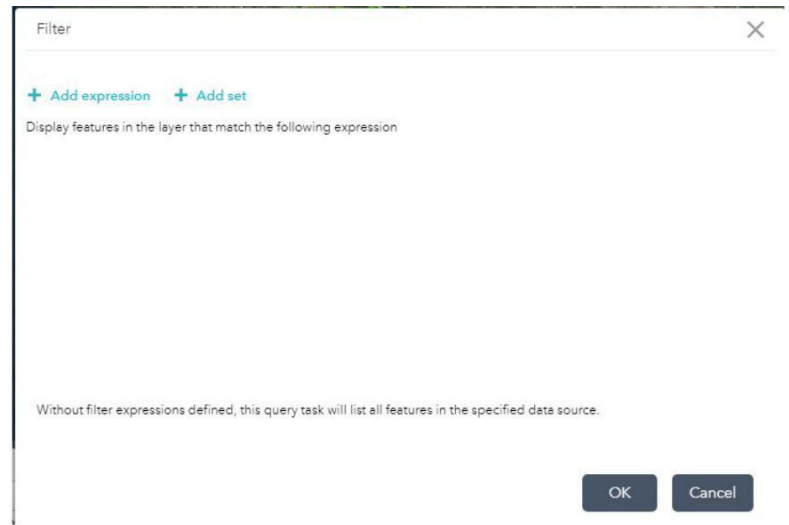 Filter
+ Add expression + Add set
Display features in the layer that match the following expression
Without filter expressions defined, this query task will list all features in the specified data source.
OK Cancel